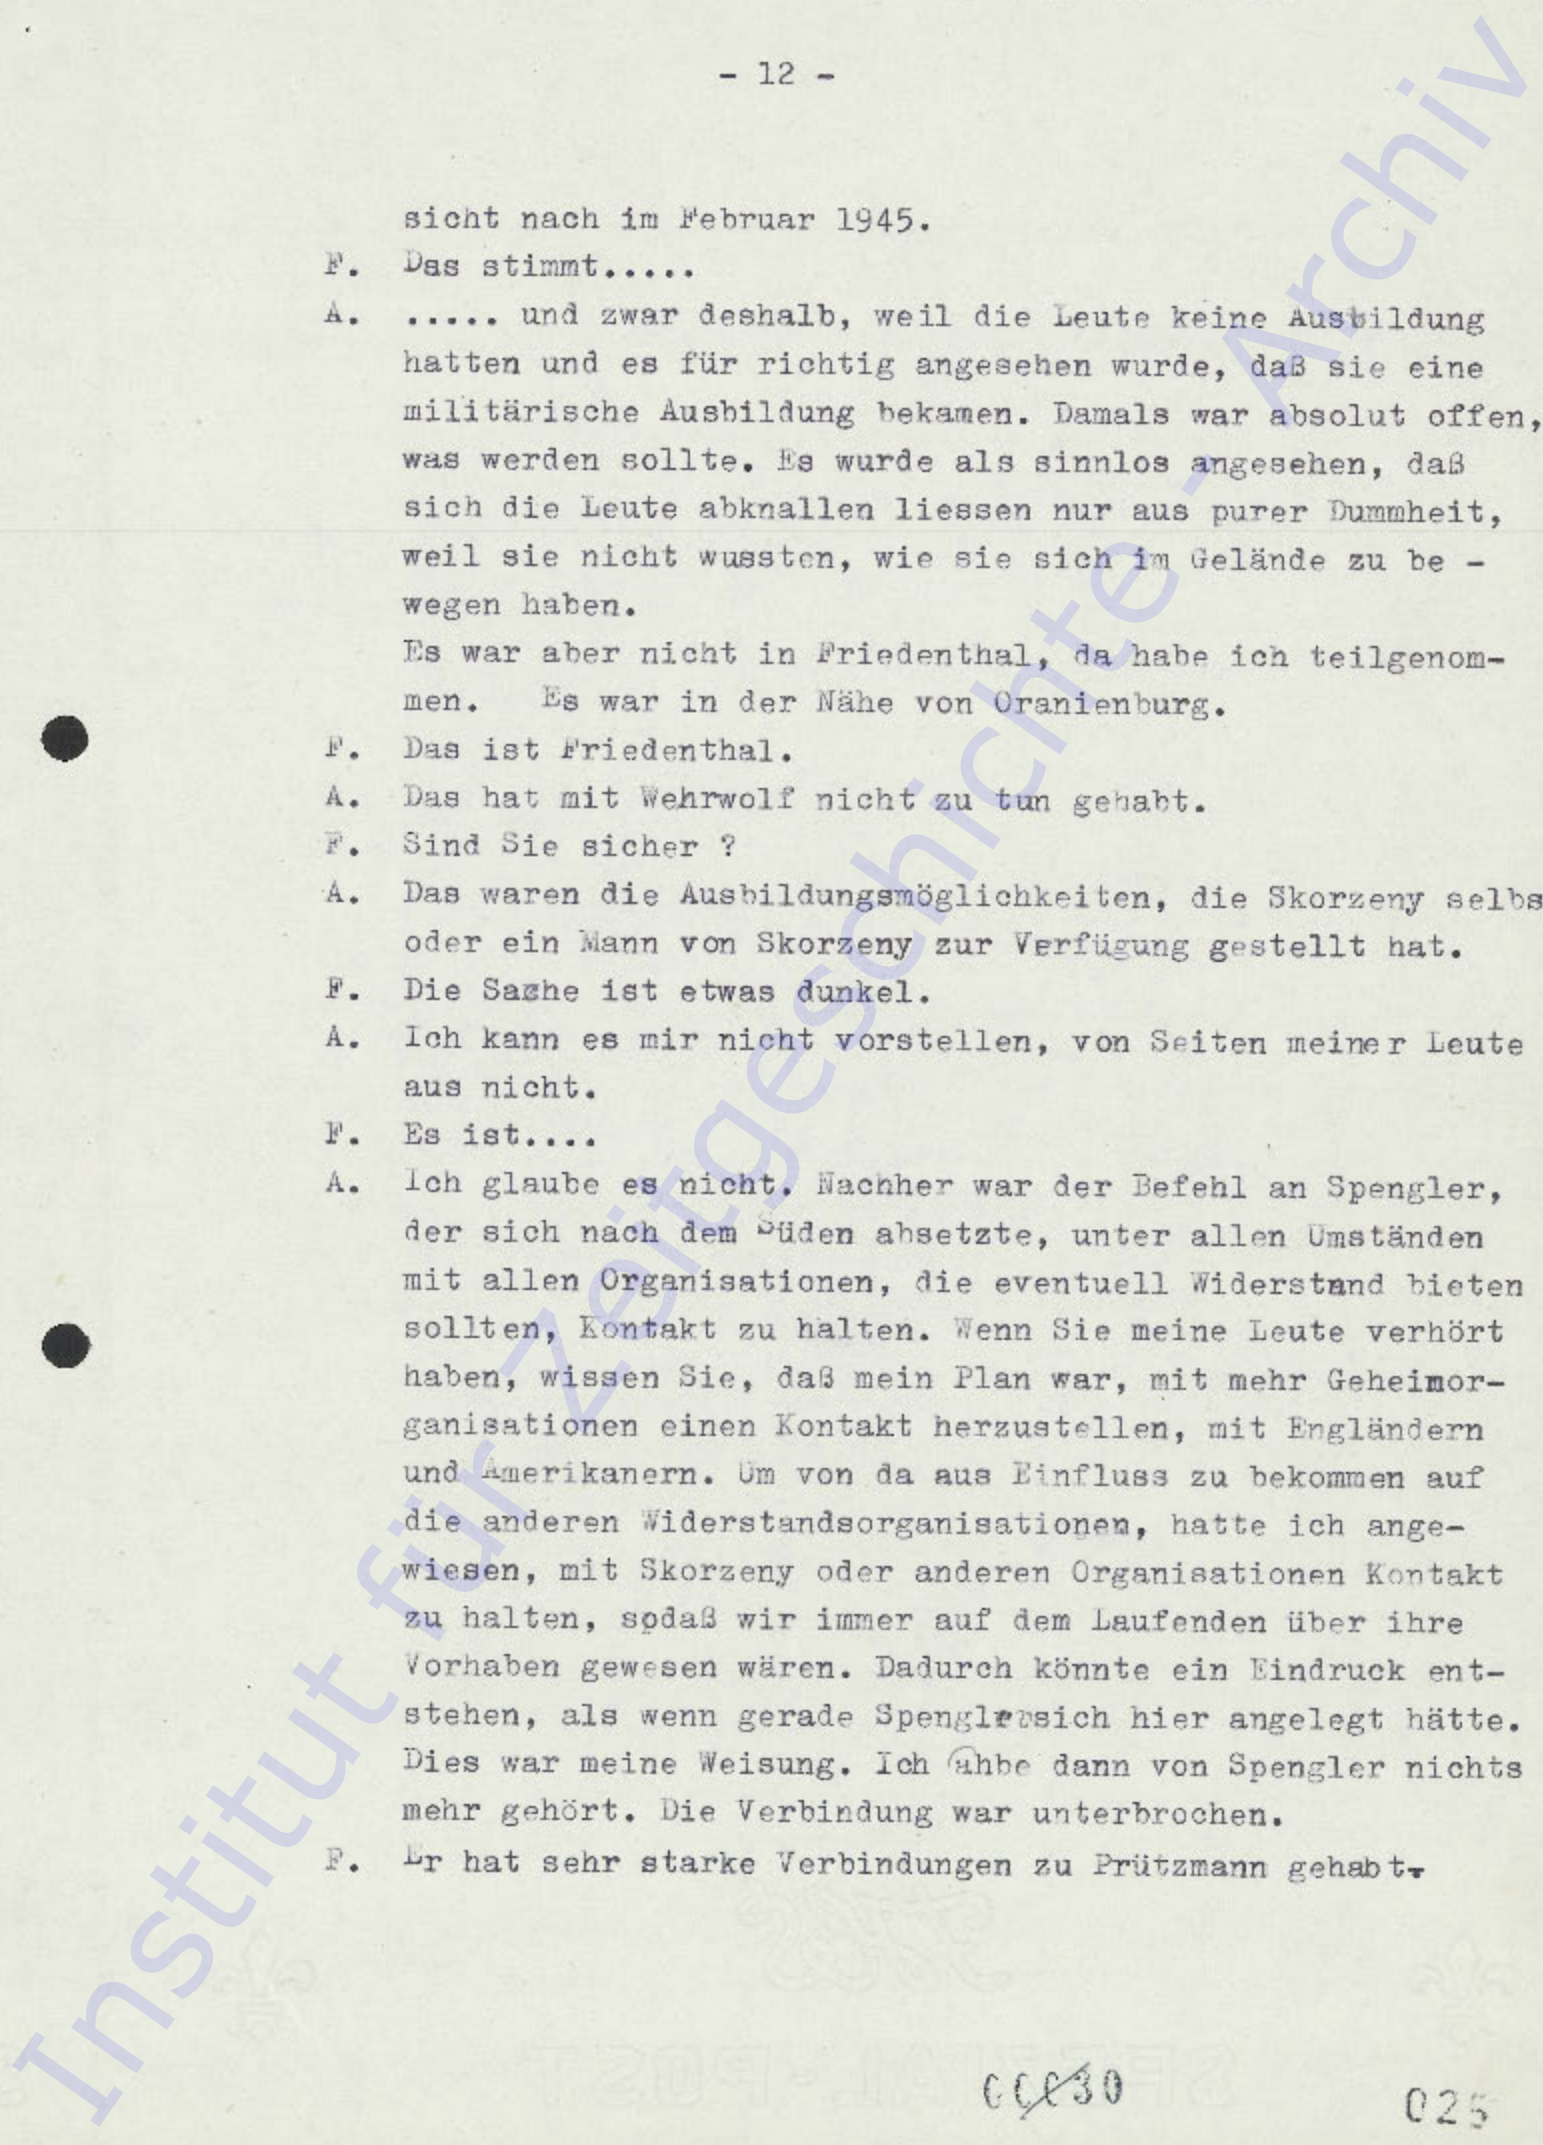 - 12 -
sicht nach im Februar 1945.
F. Das stimmt.....
A. ..... und zwar deshalb, weil die Leute keine Ausbildung
hatten und es für richtig angesehen wurde, daß sie eine
militärische Ausbildung bekamen. Damals war absolut offen,
was werden sollte. Es wurde als sinnlos angesehen, daß
sich die Leute abknallen liessen nur aus purer Dummheit,
weil sie nicht wussten, wie sie sich im Gelände zu be -
wegen haben.
Es war aber nicht in Friedenthal, da habe ich teilgenom-
men. Es war in der Nähe von Oranienburg.
F. Das ist Friedenthal.
A. Das hat mit Wehrwolf nicht zu tun gehabt.
F. Sind Sie sicher ?
A. Das waren die Ausbildungsmöglichkeiten, die Skorzeny selbs
oder ein Mann von Skorzeny zur Verfügung gestellt hat.
F. Die Sache ist etwas dunkel.
A. Ich kann es mir nicht vorstellen, von Seiten meiner Leute
aus nicht.
F. Es ist....
A. Ich glaube es nicht. Nachher war der Befehl an Spengler,
der sich nach dem Süden absetzte, unter allen Umständen
mit allen Organisationen, die eventuell Widerstand bieten
sollten, Kontakt zu halten. Wenn Sie meine Leute verhört
haben, wissen Sie, daß mein Plan war, mit mehr Geheimor-
ganisationen einen Kontakt herzustellen, mit Engländern
und Amerikanern. Um von da aus Einfluss zu bekommen auf
die anderen Widerstandsorganisationen, hatte ich ange-
wiesen, mit Skorzeny oder anderen Organisationen Kontakt
zu halten, sodaß wir immer auf dem Laufenden über ihre
Vorhaben gewesen wären. Dadurch könnte ein Eindruck ent-
stehen, als wenn gerade Spenglersich hier angelegt hätte.
Dies war meine Weisung. Ich ahbe dann von Spengler nichts
mehr gehört. Die Verbindung war unterbrochen.
F. Er hat sehr starke Verbindungen zu Prützmann gehabt.
00030
025
Institut für Zeitgeschichte - Archiv